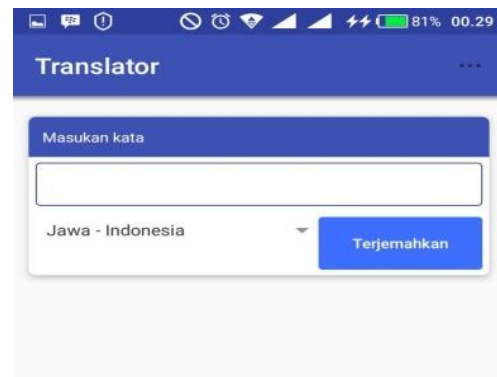 81% 00.29
Translator
Masukan kata
Jawa - Indonesia
Terjemahkan